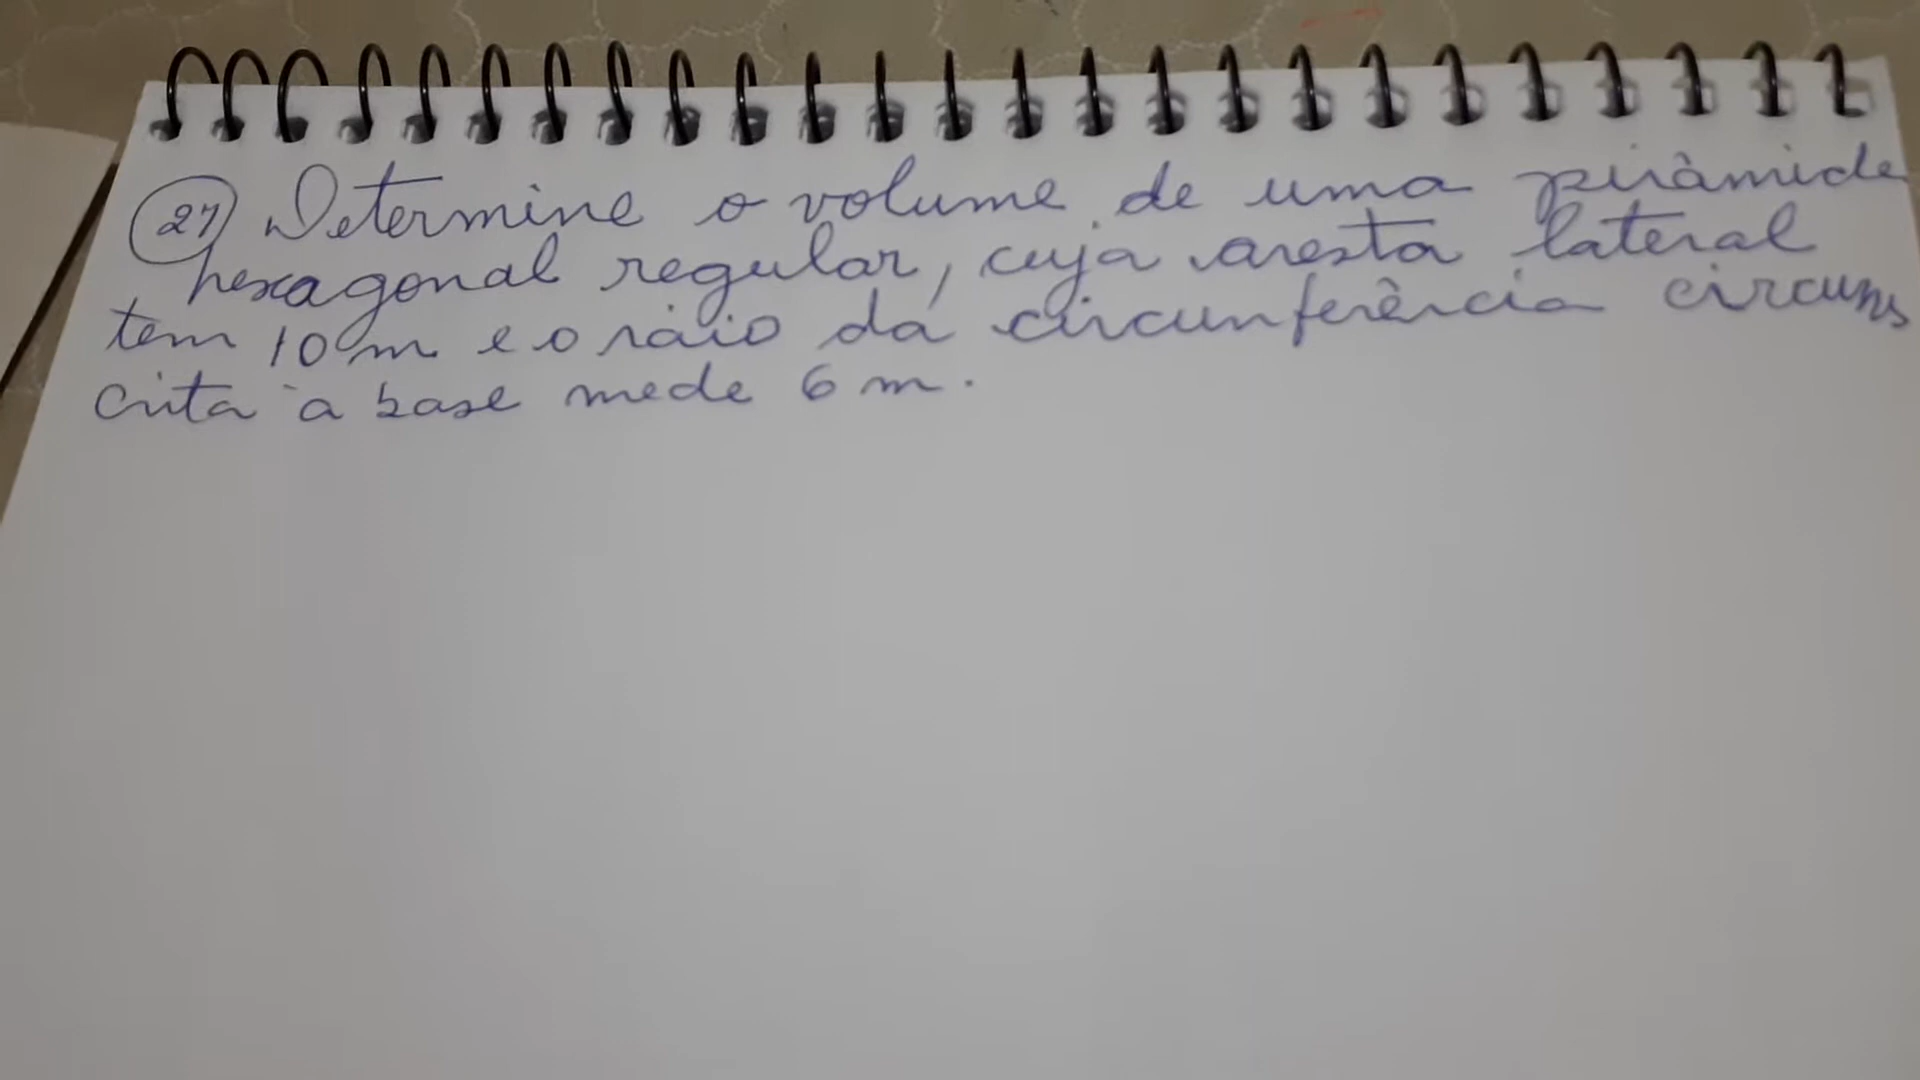 27 Determine o volume de uma pirâmide
hexagonal regular, cuja aresta lateral
tem 10 m e o raio da circunferência circuns
crita à base mede 6 m.